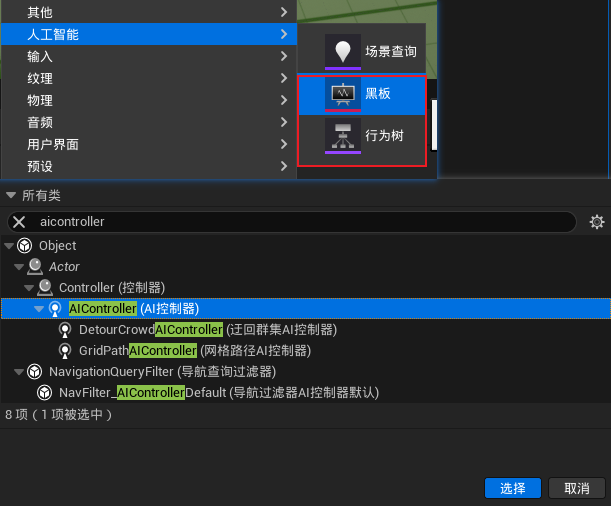 其他
人工智能
输入
纹理
物理
音频
用户界面
预设
场景查询
黑板
行为树
所有类
aicontroller
Object
Actor
Controller (控制器)
AIController (AI控制器)
DetourCrowdAIController (迂回群集AI控制器)
GridPathAIController (网格路径AI控制器)
NavigationQueryFilter (导航查询过滤器)
NavFilter_AIControllerDefault (导航过滤器AI控制器默认)
8 项（1 项被选中）
选择
取消